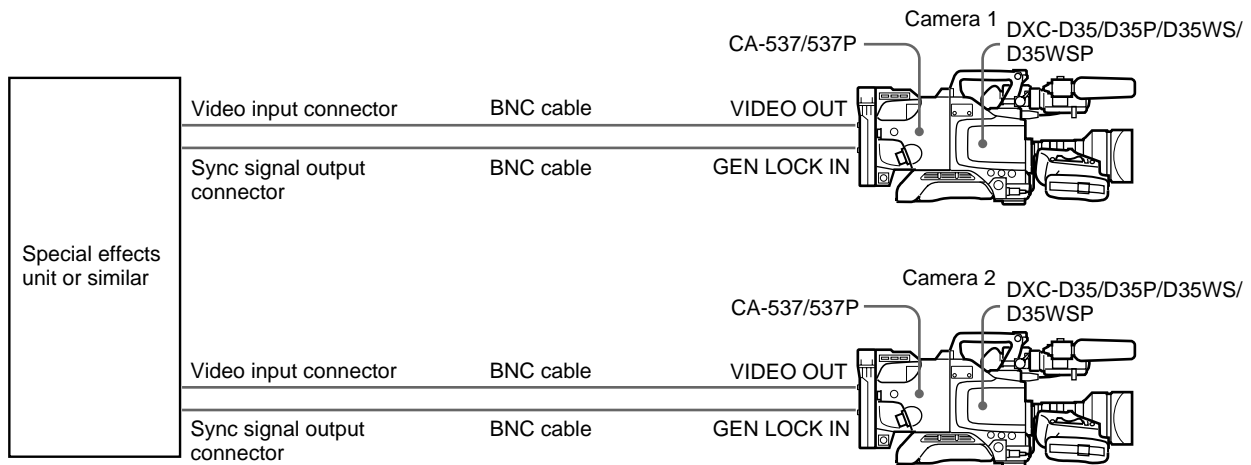 Camera 1
DXC-D35/D35P/D35WS/
D35WSP
CA-537/537P
Video input connector
BNC cable
VIDEO OUT
Sync signal output
connector
BNC cable
GEN LOCK IN
Special effects
unit or similar
Camera 2
DXC-D35/D35P/D35WS/
D35WSP
CA-537/537P
Video input connector
BNC cable
VIDEO OUT
Sync signal output
connector
BNC cable
GEN LOCK IN